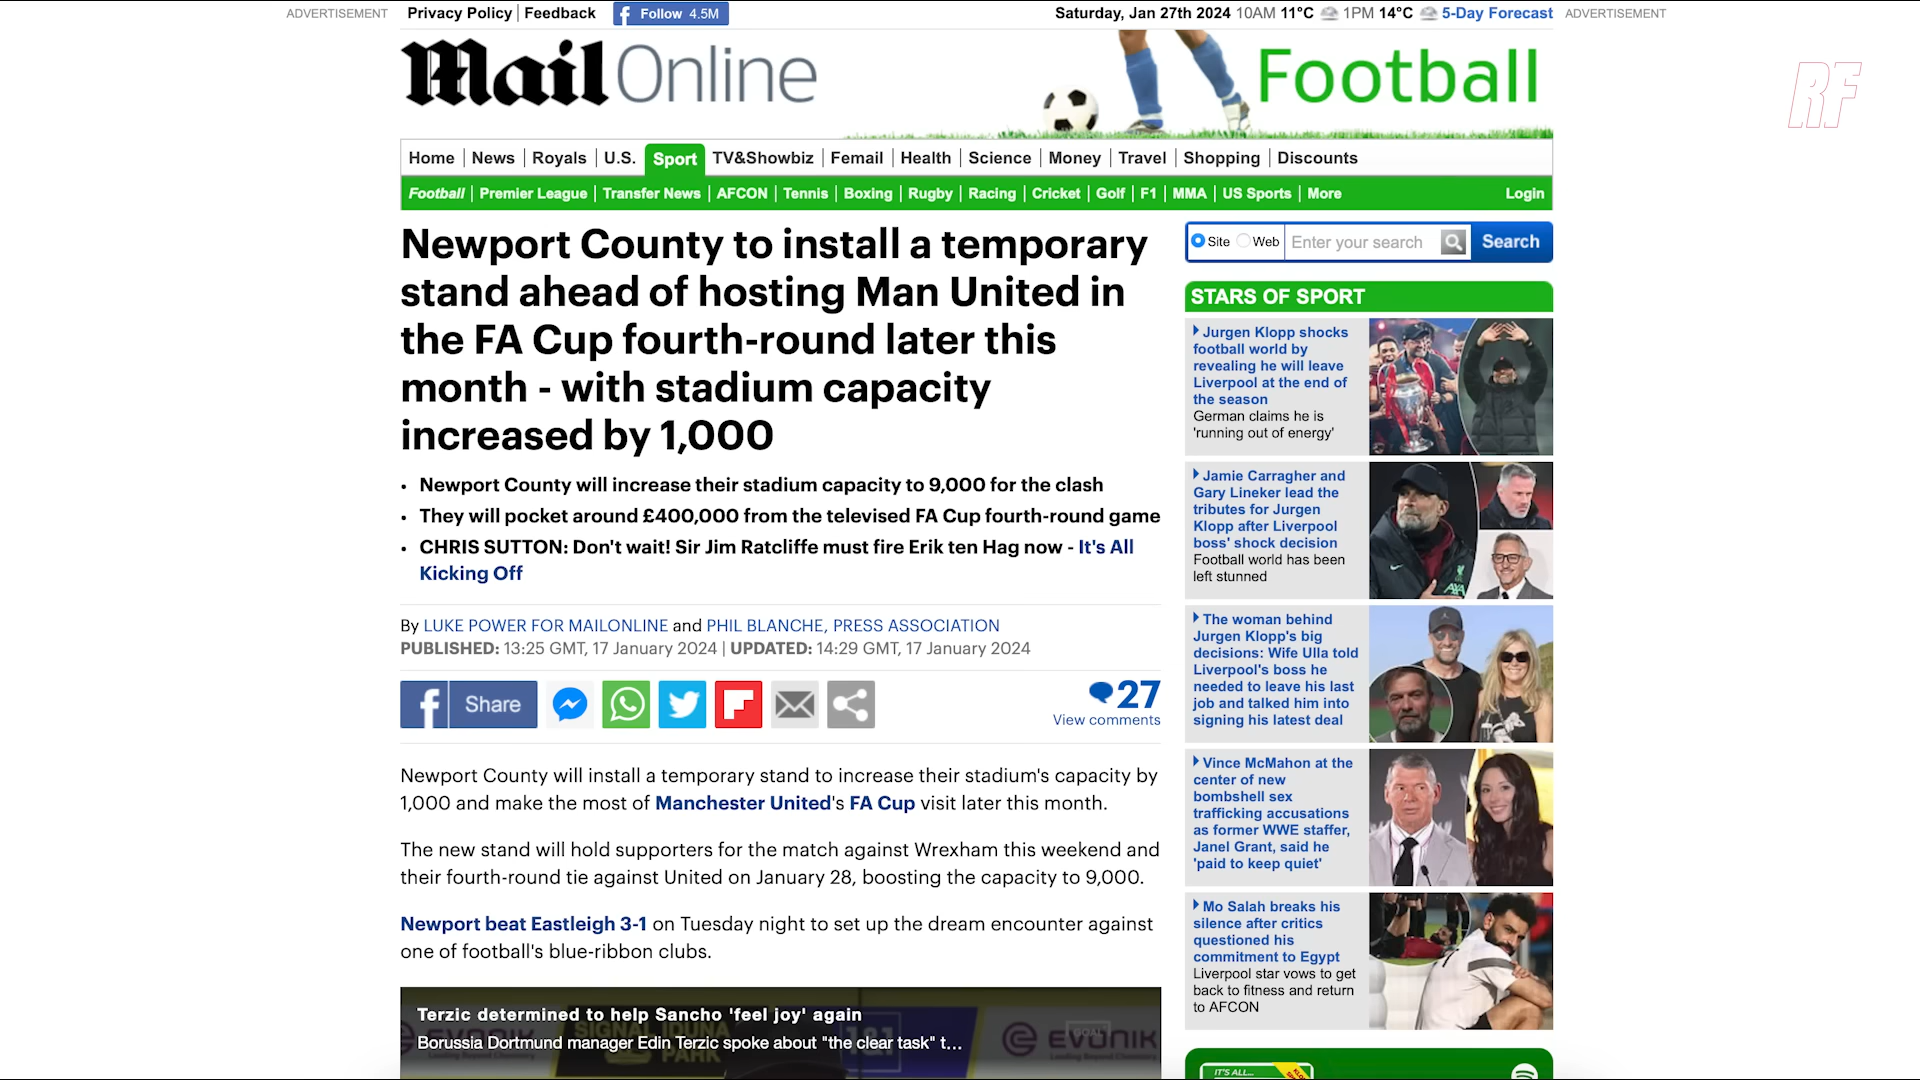 ADVERTISEMENT
Privacy Policy | Feedback
Follow 4.5M
Saturday, Jan 27th 2024 10AM 11°C 1PM 14°C 5-Day Forecast
ADVERTISEMENT
Mail Online
Football
RF
Home | News | Royals | U.S. | Sport | TV&Showbiz | Femail | Health | Science | Money | Travel | Shopping | Discounts
Football | Premier League | Transfer News | AFCON | Tennis | Boxing | Rugby | Racing | Cricket | Golf | F1 | MMA | US Sports | More
Login
Newport County to install a temporary
stand ahead of hosting Man United in
the FA Cup fourth-round later this
month - with stadium capacity
increased by 1,000
• Newport County will increase their stadium capacity to 9,000 for the clash
• They will pocket around £400,000 from the televised FA Cup fourth-round game
• CHRIS SUTTON: Don't wait! Sir Jim Ratcliffe must fire Erik ten Hag now - It's All
Kicking Off
By LUKE POWER FOR MAILONLINE and PHIL BLANCHE, PRESS ASSOCIATION
PUBLISHED: 13:25 GMT, 17 January 2024 | UPDATED: 14:29 GMT, 17 January 2024
Share
27
View comments
Newport County will install a temporary stand to increase their stadium's capacity by
1,000 and make the most of Manchester United's FA Cup visit later this month.
The new stand will hold supporters for the match against Wrexham this weekend and
their fourth-round tie against United on January 28, boosting the capacity to 9,000.
Newport beat Eastleigh 3-1 on Tuesday night to set up the dream encounter against
one of football's blue-ribbon clubs.
Terzic determined to help Sancho 'feel joy' again
Borussia Dortmund manager Edin Terzic spoke about "the clear task" t...
EVONIK
SIGNAL IDUNA
PARK
1&1
GOAL
EVONIK
Leading Beyond Chemistry
Site Web Enter your search Search
STARS OF SPORT
Jurgen Klopp shocks
football world by
revealing he will leave
Liverpool at the end of
the season
German claims he is
'running out of energy'
Jamie Carragher and
Gary Lineker lead the
tributes for Jurgen
Klopp after Liverpool
boss' shock decision
Football world has been
left stunned
The woman behind
Jurgen Klopp's big
decisions: Wife Ulla told
Liverpool's boss he
needed to leave his last
job and talked him into
signing his latest deal
Vince McMahon at the
center of new
bombshell sex
trafficking accusations
as former WWE staffer,
Janel Grant, said he
'paid to keep quiet'
Mo Salah breaks his
silence after critics
questioned his
commitment to Egypt
Liverpool star vows to get
back to fitness and return
to AFCON
IT'S ALL...